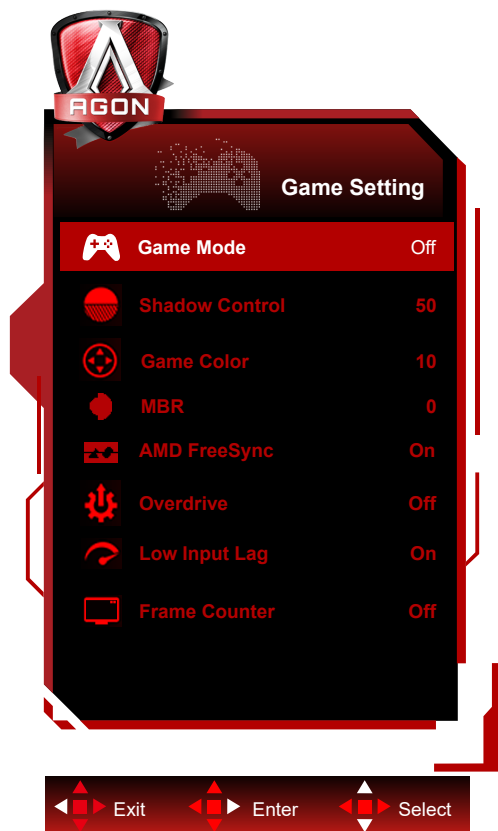 AGON
Game Setting
Game Mode Off
Shadow Control 50
Game Color 10
MBR 0
AMD FreeSync On
Overdrive Off
Low Input Lag On
Frame Counter Off
Exit Enter Select